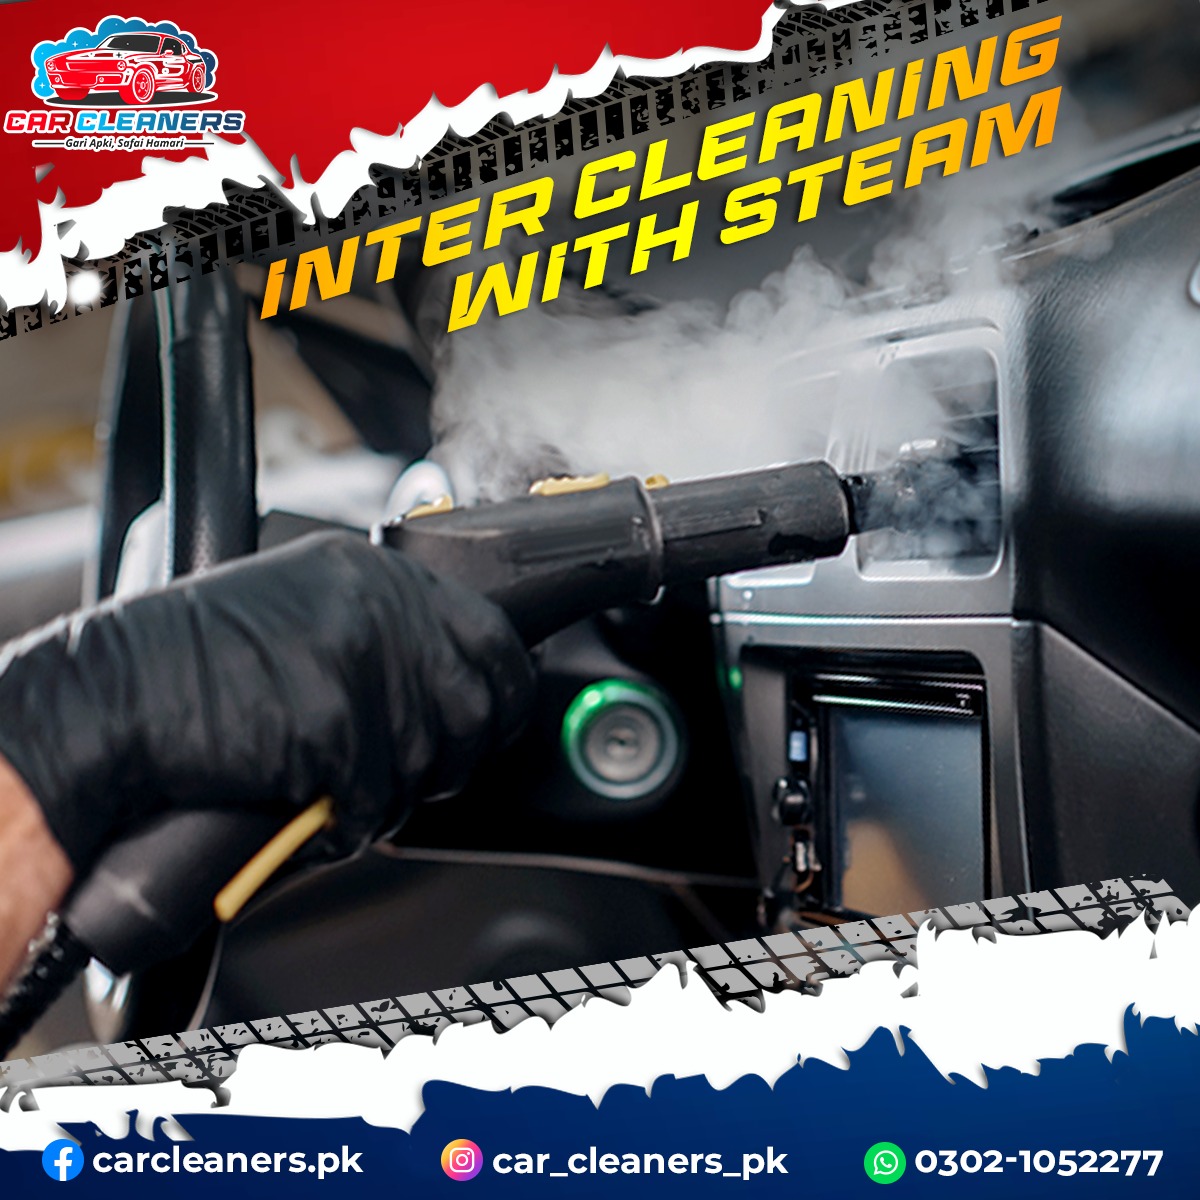 CAR CLEANERS
Gari Apki, Safai Hamari
iNTER CLEANiNG
WiTH STEAM
carcleaners.pk
car_cleaners_pk
0302-1052277